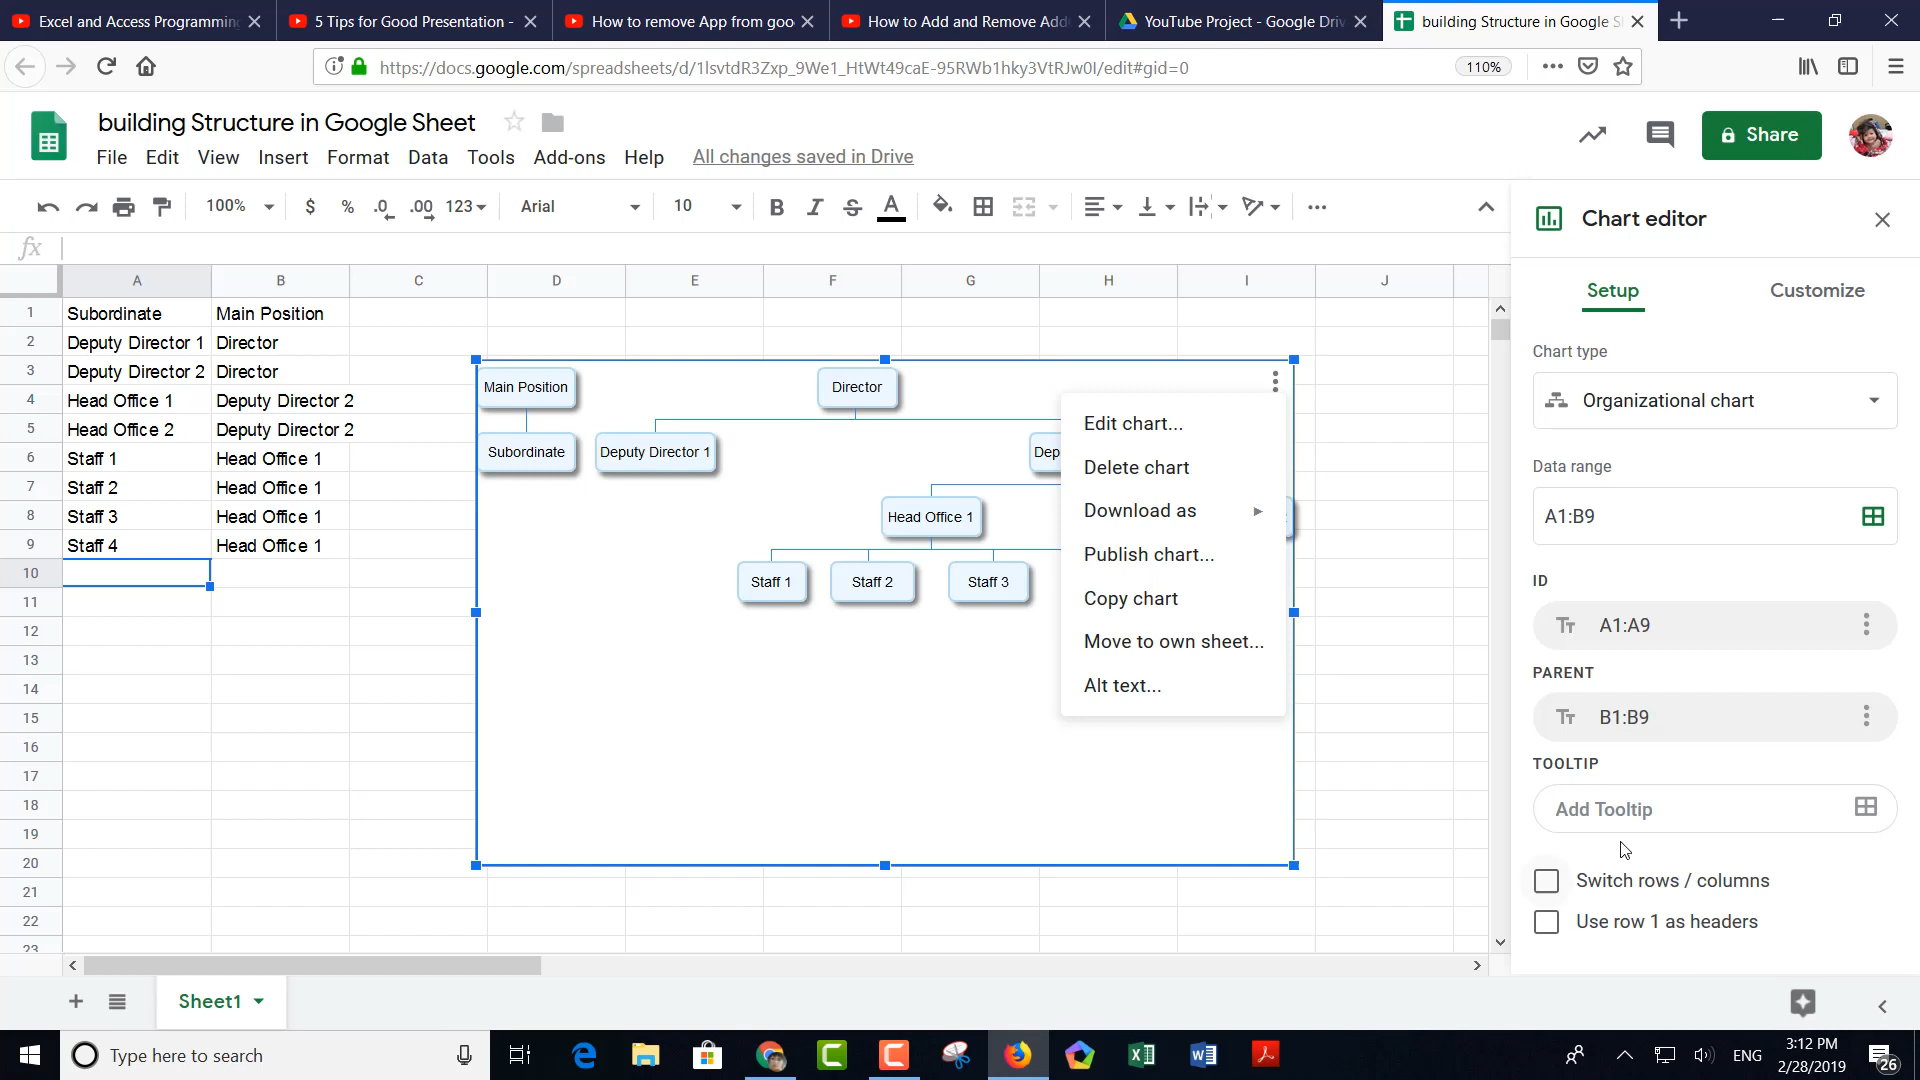 Excel and Access Programming
5 Tips for Good Presentation -
How to remove App from goo
How to Add and Remove Add
YouTube Project - Google Driv
building Structure in Google S
https://docs.google.com/spreadsheets/d/1lsvtdR3Zxp_9We1_HtWt49caE-95RWb1hky3VtRJw0I/edit#gid=0
110%
building Structure in Google Sheet
File Edit View Insert Format Data Tools Add-ons Help All changes saved in Drive
Share
100% $ % .0 .00 123 Arial 10 B I S A
fx
A B C D E F G H I J
1 Subordinate Main Position
2 Deputy Director 1 Director
3 Deputy Director 2 Director
4 Head Office 1 Deputy Director 2
5 Head Office 2 Deputy Director 2
6 Staff 1 Head Office 1
7 Staff 2 Head Office 1
8 Staff 3 Head Office 1
9 Staff 4 Head Office 1
10
11
12
13
14
15
16
17
18
19
20
21
22
23
Main Position Director
Subordinate Deputy Director 1 Dep
Head Office 1
Staff 1 Staff 2 Staff 3
Edit chart...
Delete chart
Download as
Publish chart...
Copy chart
Move to own sheet...
Alt text...
Chart editor
Setup Customize
Chart type
Organizational chart
Data range
A1:B9
ID
Tт A1:A9
PARENT
Tт B1:B9
TOOLTIP
Add Tooltip
Switch rows / columns
Use row 1 as headers
Sheet1
Type here to search
ENG
3:12 PM
2/28/2019
26